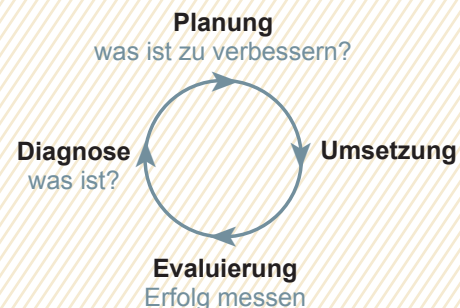 Planung
was ist zu verbessern?
Diagnose
was ist?
Umsetzung
Evaluierung
Erfolg messen